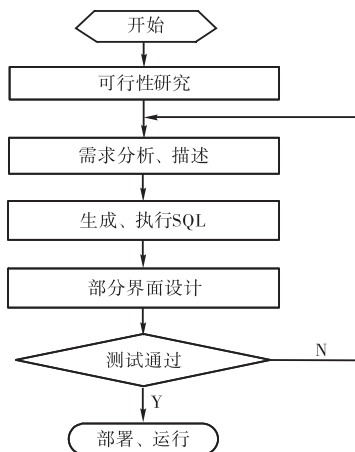 开始
可行性研究
需求分析、描述
生成、执行SQL
部分界面设计
测试通过
N
Y
部署、运行